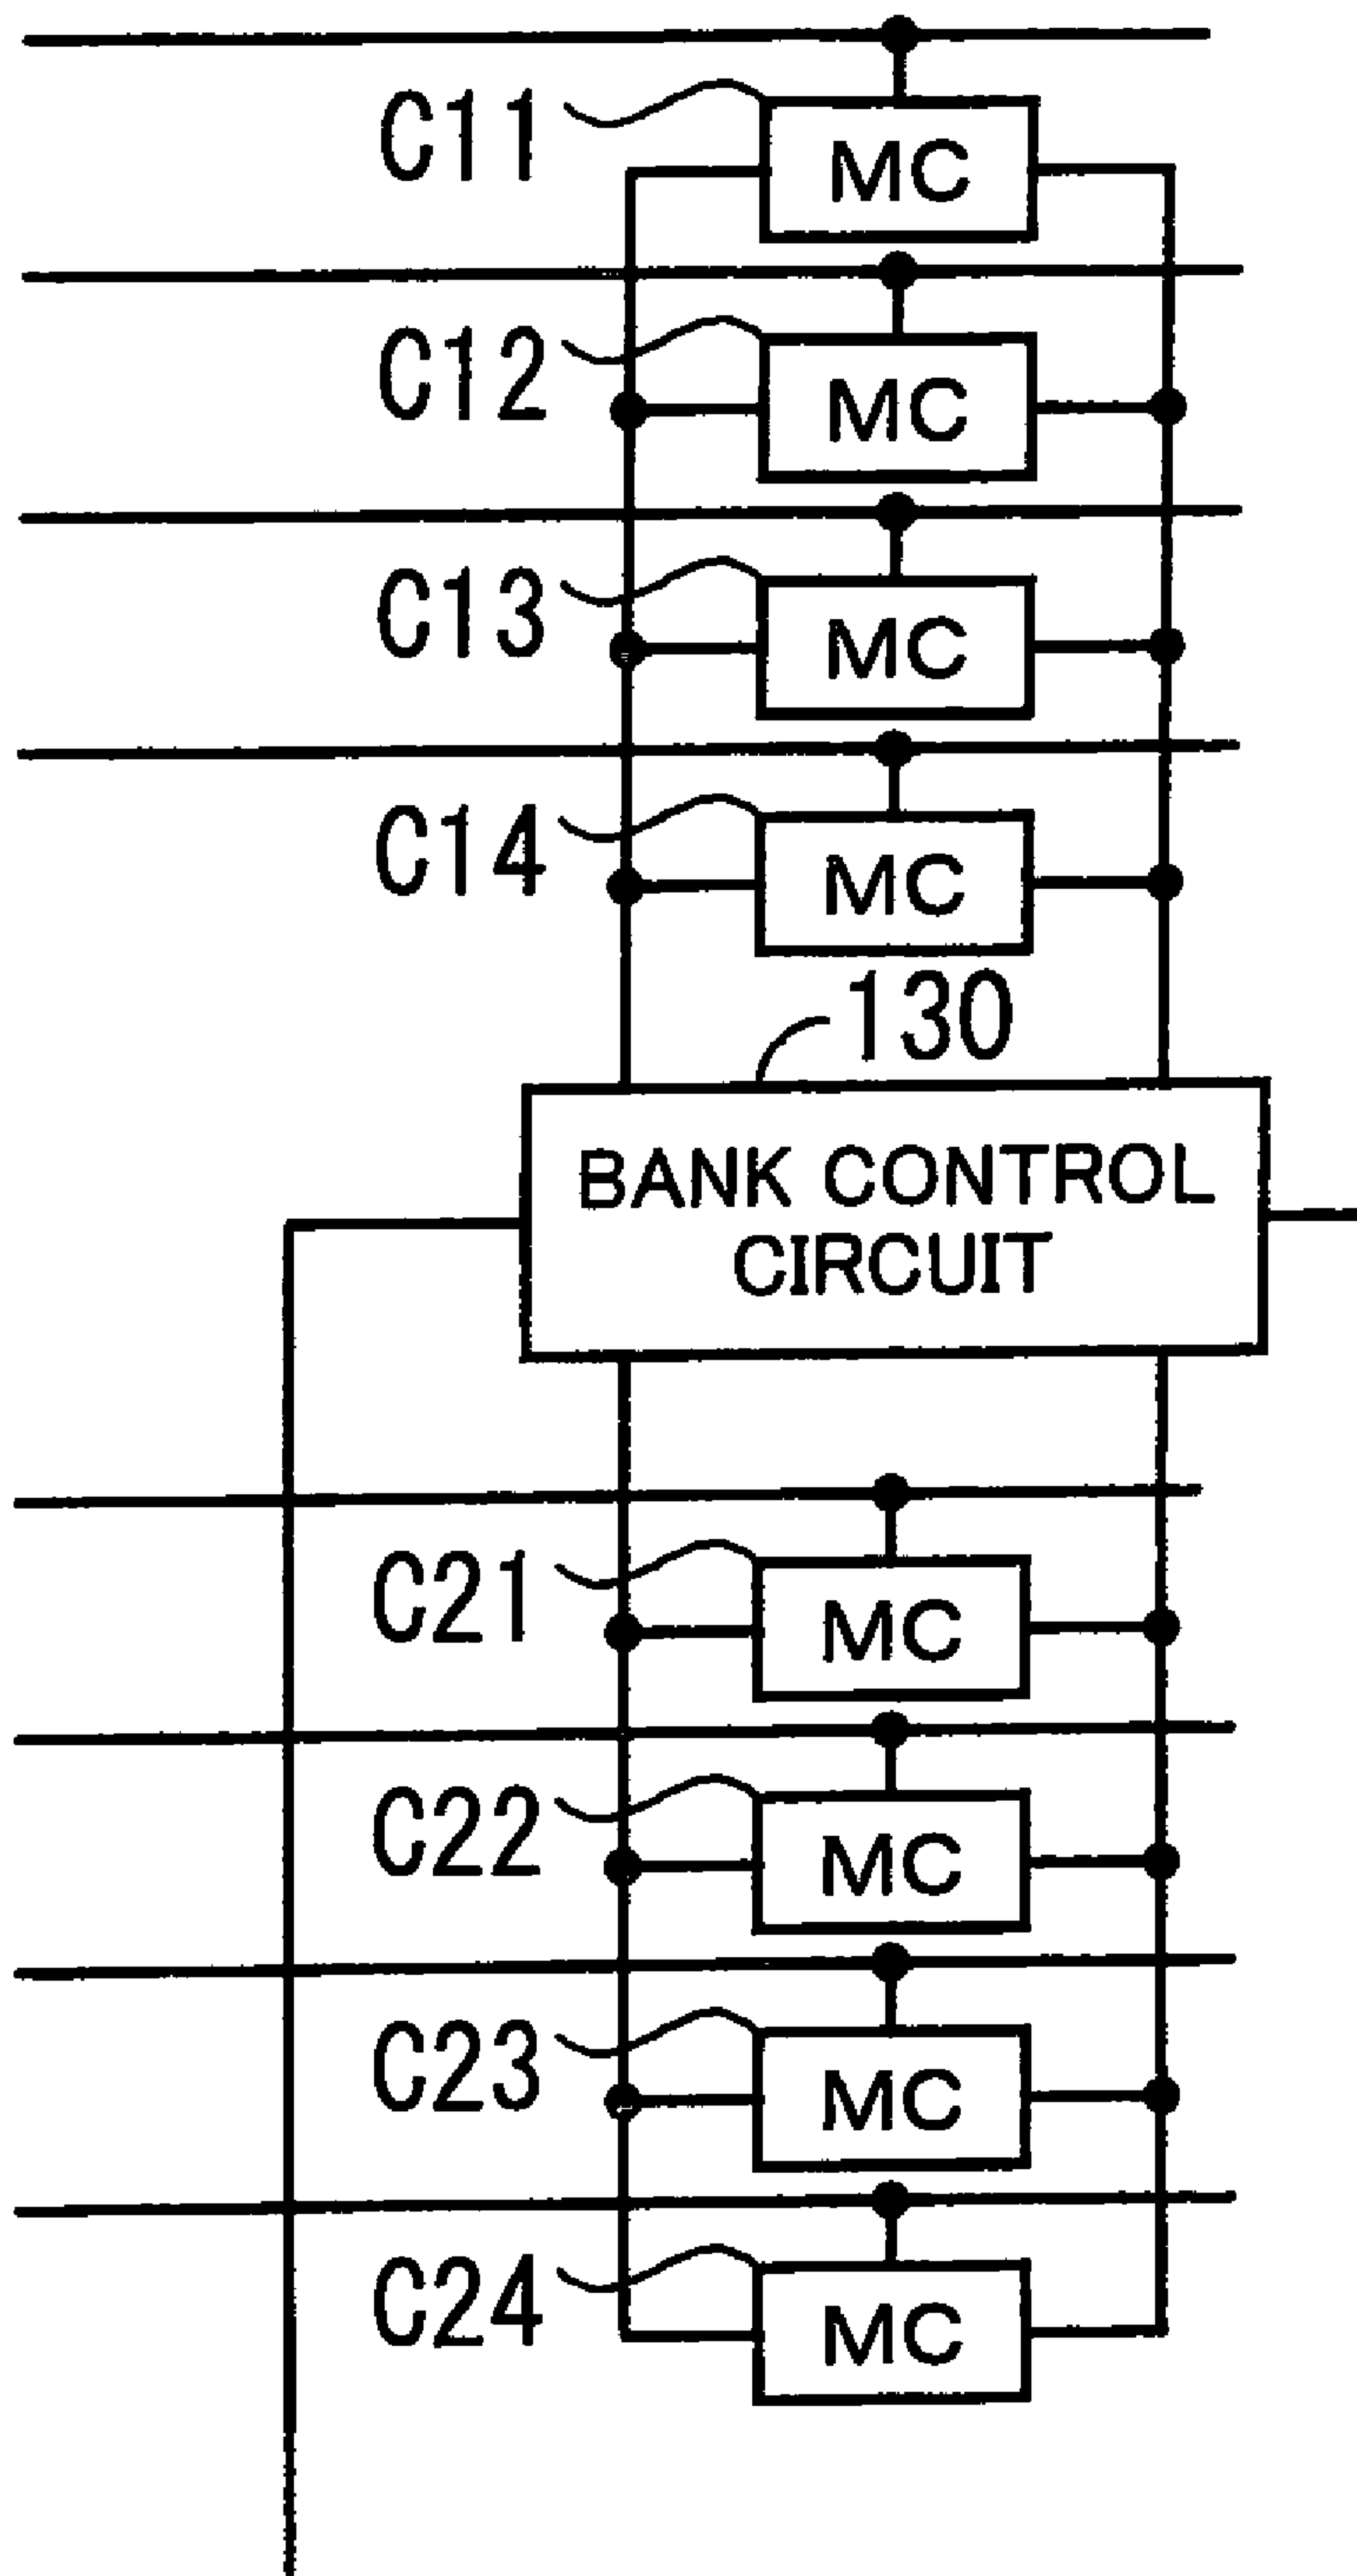 C11
MC
C12
MC
C13
MC
C14
MC
130
BANK CONTROL
CIRCUIT
C21
MC
C22
MC
C23
MC
C24
MC